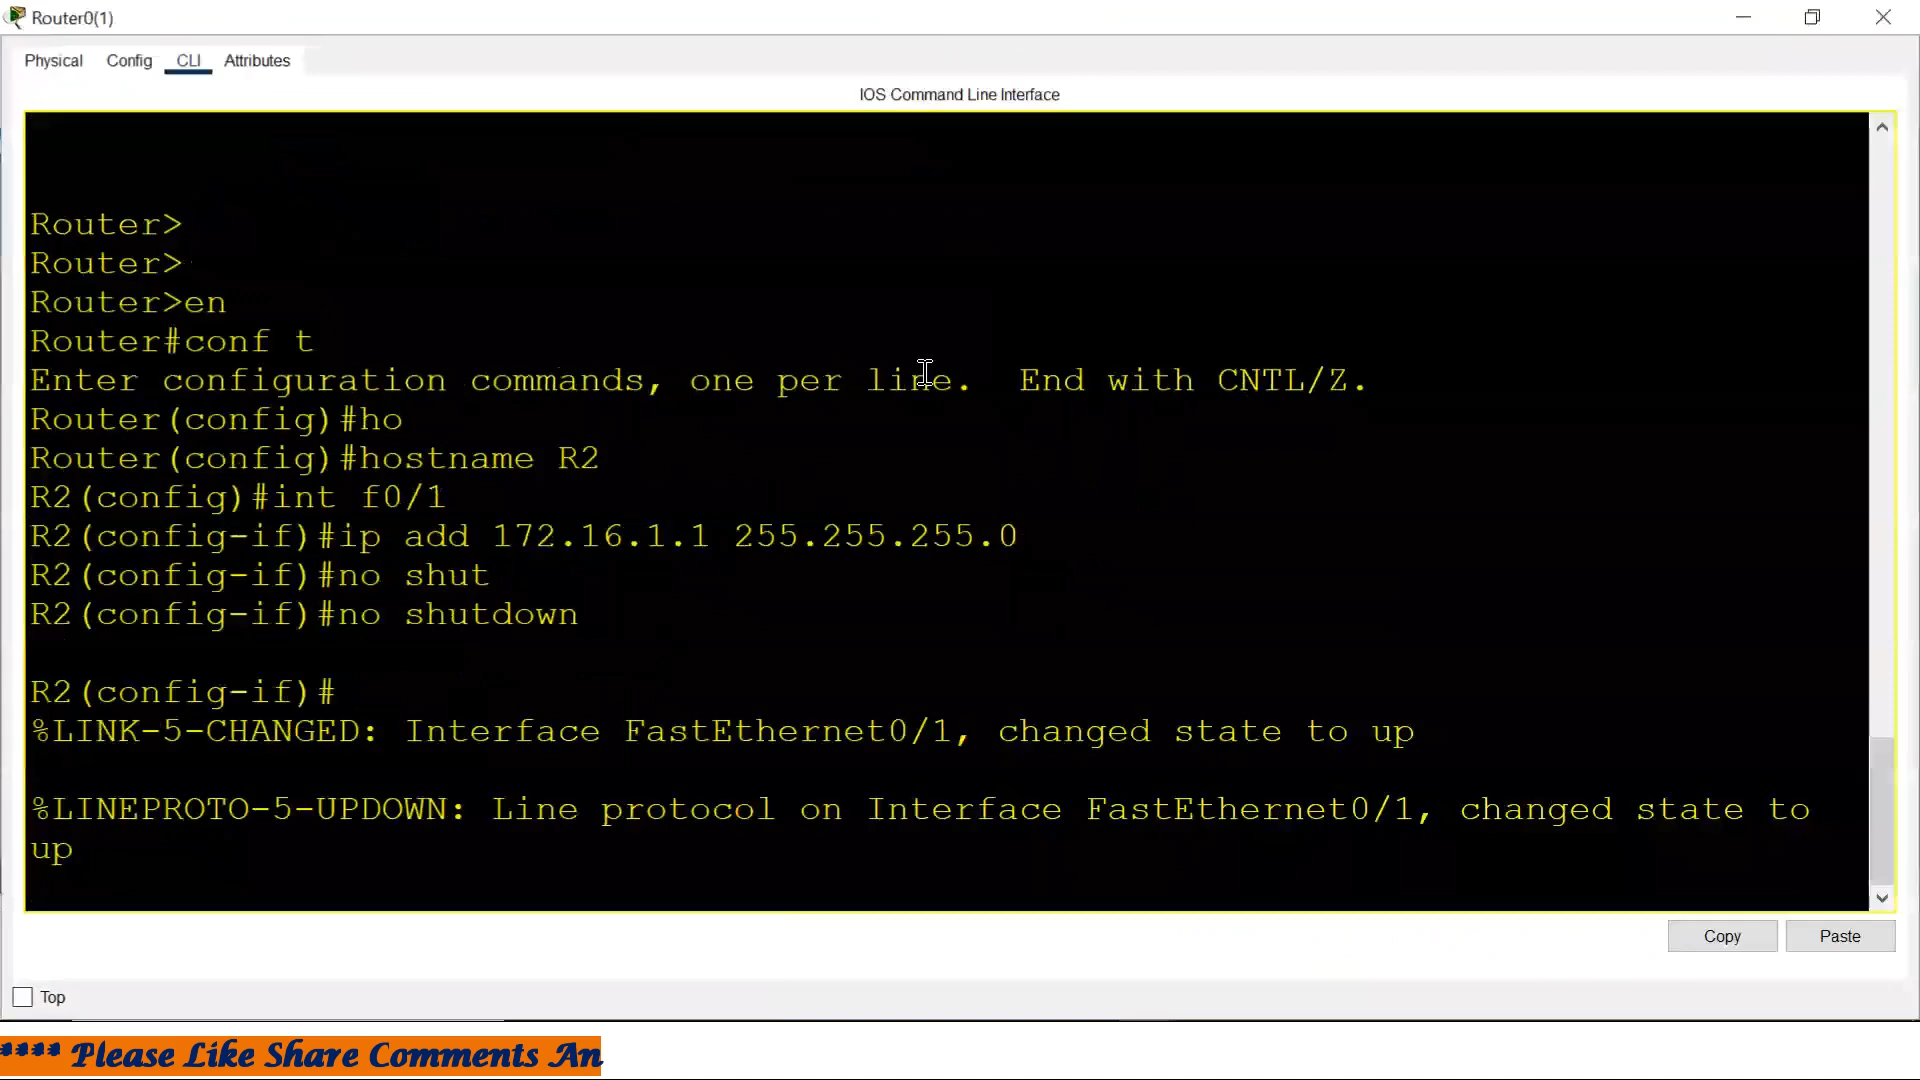 Router0(1)
Physical Config CLI Attributes
IOS Command Line Interface
Router>
Router>
Router>en
Router#conf t
Enter configuration commands, one per line.  End with CNTL/Z.
Router(config)#ho
Router(config)#hostname R2
R2(config)#int f0/1
R2(config-if)#ip add 172.16.1.1 255.255.255.0
R2(config-if)#no shut
R2(config-if)#no shutdown
R2(config-if)#
%LINK-5-CHANGED: Interface FastEthernet0/1, changed state to up
%LINEPROTO-5-UPDOWN: Line protocol on Interface FastEthernet0/1, changed state to
up
Copy Paste
Top
**** Please Like Share Comments An